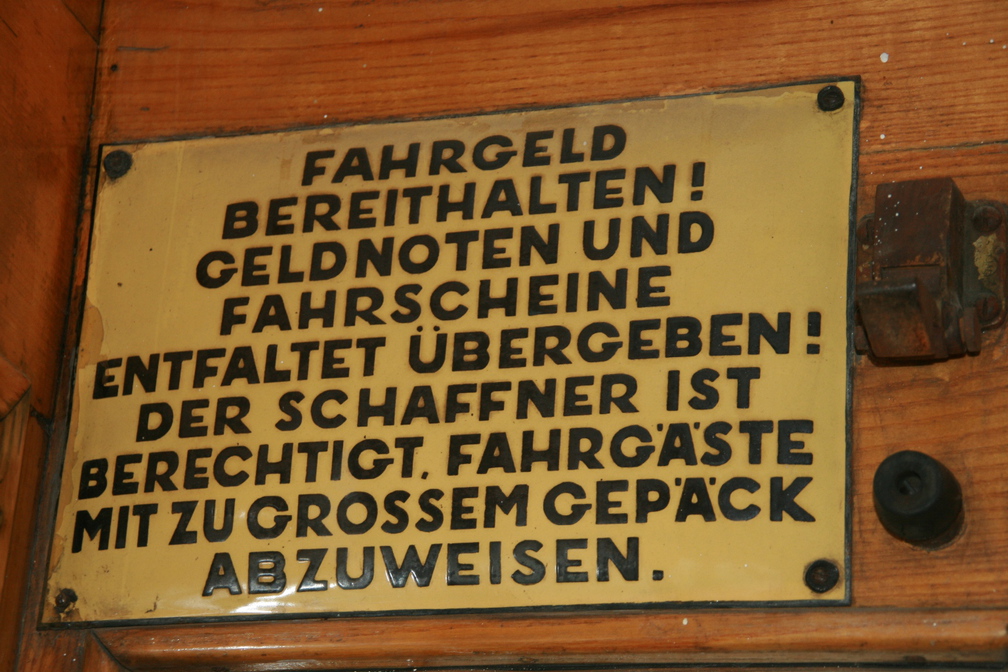 FAHRGELD
BEREITHALTEN!
GELDNOTEN UND
FAHRSCHEINE
ENTFALTET ÜBERGEBEN!
DER SCHAFFNER IST
BERECHTIGT, FAHRGÄSTE
MIT ZU GROSSEM GEPÄCK
ABZUWEISEN.